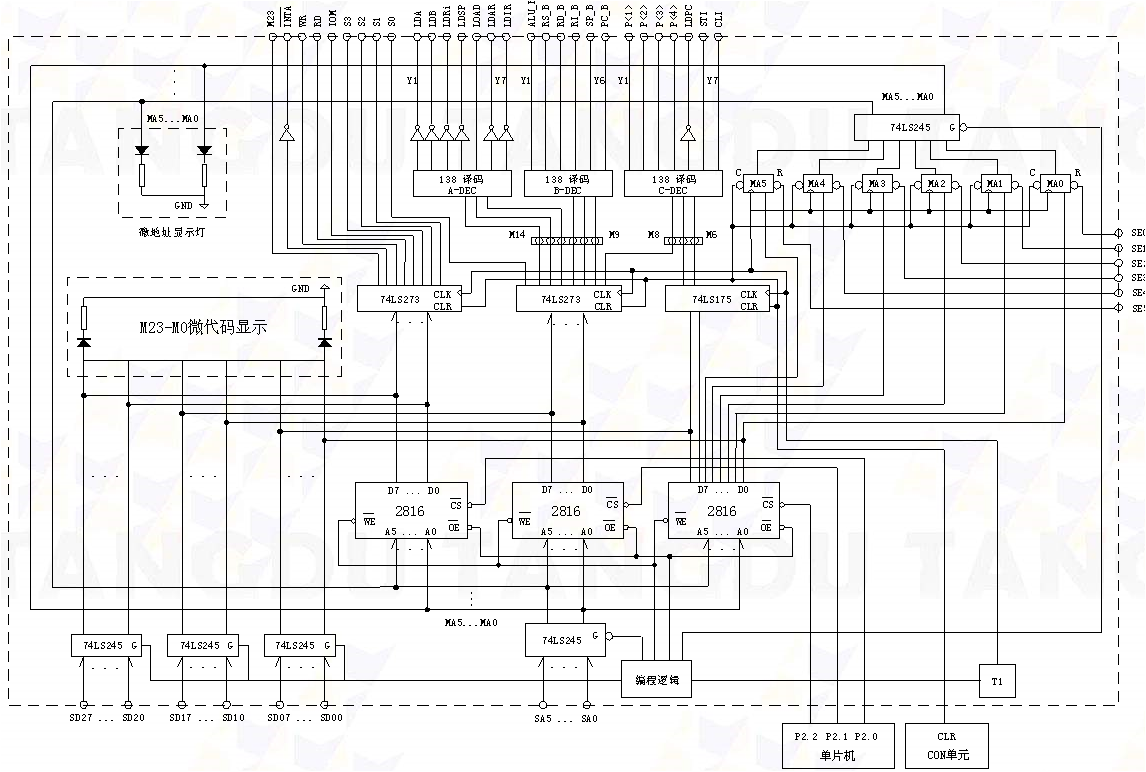 M23 INTA WR RD IOM S3 S2 S1 S0 LDA LDB LDRi LDSP LOAD LDAR LDIR RS_B RD_B RI_B SP_B PC_B P<1> P<2> P<3> P<4> LDPC STI CLI
Y1 Y7 Y1 Y6 Y1 Y7
MA5...MA0
MA5...MA0
74LS245 G
GND
微地址显示灯
138 译码
A-DEC
138 译码
B-DEC
138 译码
C-DEC
C MA5 R MA4 MA3 MA2 MA1 C MA0 R
M14 M9 M8 M6
GND
M23-M0微代码显示
74LS273 CLK
CLR
74LS273 CLK
CLR
74LS175 CLK
CLR
...
...
... ...
D7 ... D0
CS
2816
WE OE
A5 ... A0
D7 ... D0
CS
2816
WE OE
A5 ... A0
D7 ... D0
CS
2816
WE OE
A5 ... A0
MA5...MA0
74LS245 G
74LS245 G
74LS245 G
74LS245 G
编程逻辑
T1
SD27 ... SD20
SD17 ... SD10
SD07 ... SD00
SA5 ... SA0
P2.2 P2.1 P2.0
单片机
CLR
CON单元
TANGDU TANGDU TANGDU
TANGDU TANGDU TANGDU